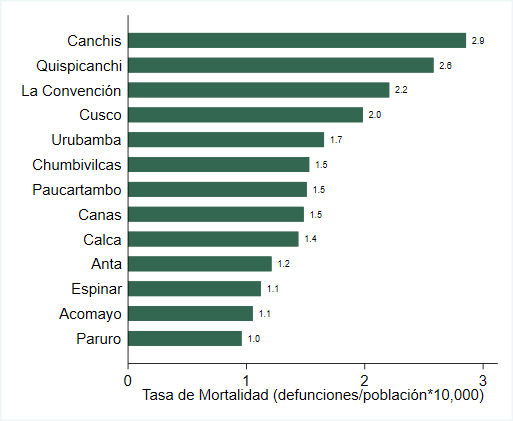 Canchis 2.9
Quispicanchi 2.6
La Convención 2.2
Cusco 2.0
Urubamba 1.7
Chumbivilcas 1.5
Paucartambo 1.5
Canas 1.5
Calca 1.4
Anta 1.2
Espinar 1.1
Acomayo 1.1
Paruro 1.0
0 1 2 3
Tasa de Mortalidad (defunciones/población*10,000)